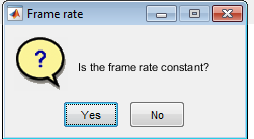 Frame rate
?
Is the frame rate constant?
Yes
No